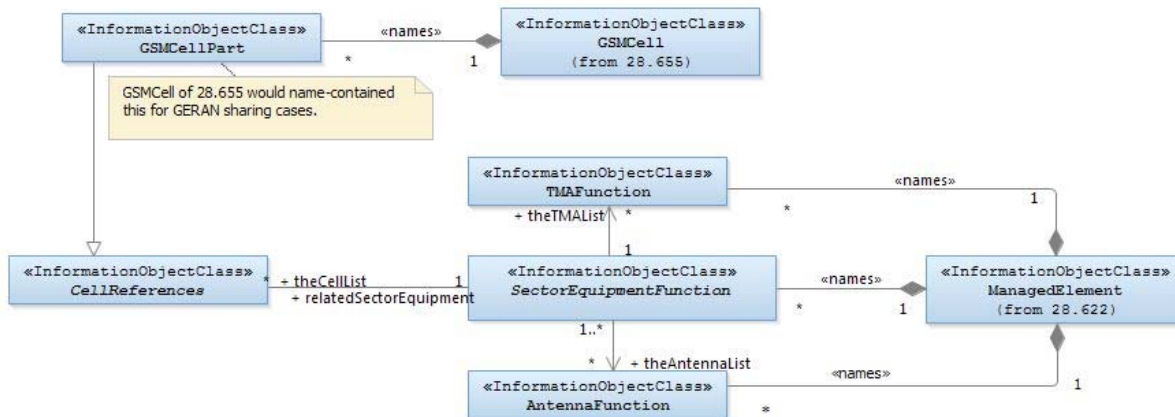 «InformationObjectClass»
GSMCellPart
«names»
*
1
«InformationObjectClass»
GSMCell
(from 28.655)
GSMCell of 28.655 would name-contained
this for GERAN sharing cases.
«InformationObjectClass»
TMAFunction
«names»
*
1
+ theTMAList
*
1
«InformationObjectClass»
CellReferences
*
+ theCellList
1
+ relatedSectorEquipment
«InformationObjectClass»
SectorEquipmentFunction
«names»
*
1
«InformationObjectClass»
ManagedElement
(from 28.622)
1..*
*
+ theAntennaList
«InformationObjectClass»
AntennaFunction
«names»
*
1